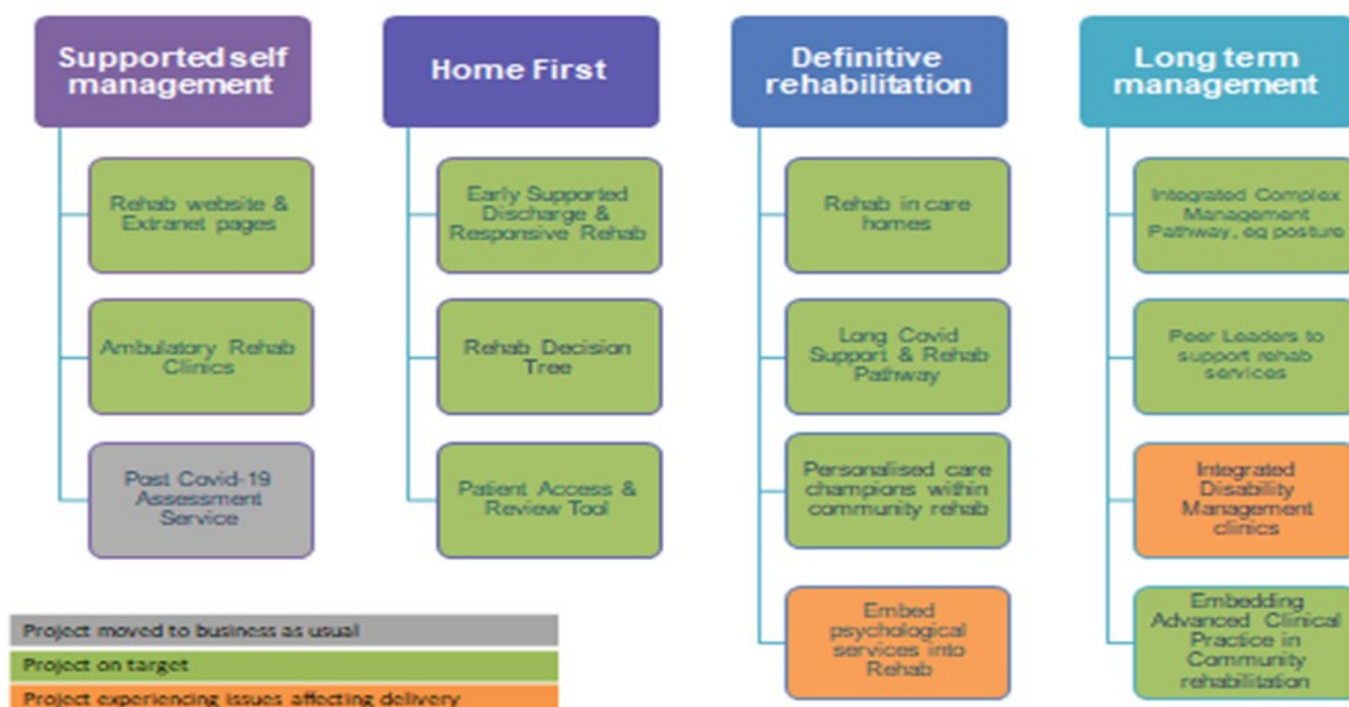 Supported self
management
Rehab website &
Extranet pages
Ambulatory Rehab
Clinics
Post Covid-19
Assessment
Service
Home First
Early Supported
Discharge &
Responsive Rehab
Rehab Decision
Tree
Patient Access &
Review Tool
Definitive
rehabilitation
Rehab in care
homes
Long Covid
Support & Rehab
Pathway
Personalised care
champions within
community rehab
Embed
psychological
services into
Rehab
Long term
management
Integrated Complex
Management
Pathway, eg posture
Peer Leaders to
support rehab
services
Integrated
Disability
Management
clinics
Embedding
Advanced Clinical
Practice in
Community
rehabilitation
Project moved to business as usual
Project on target
Project experiencing issues affecting delivery